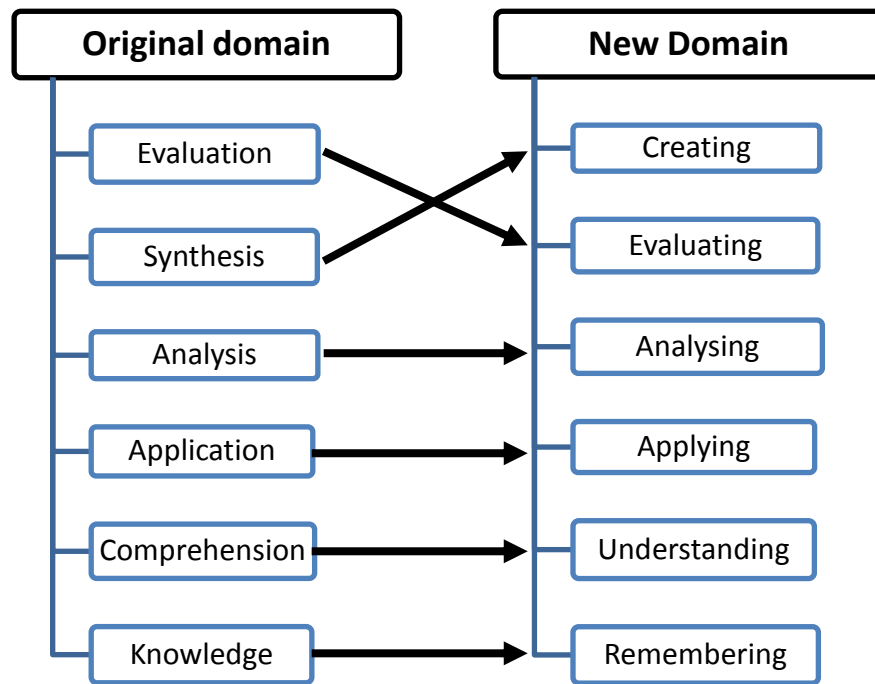 Original domain
New Domain
Evaluation
Creating
Synthesis
Evaluating
Analysis
Analysing
Application
Applying
Comprehension
Understanding
Knowledge
Remembering